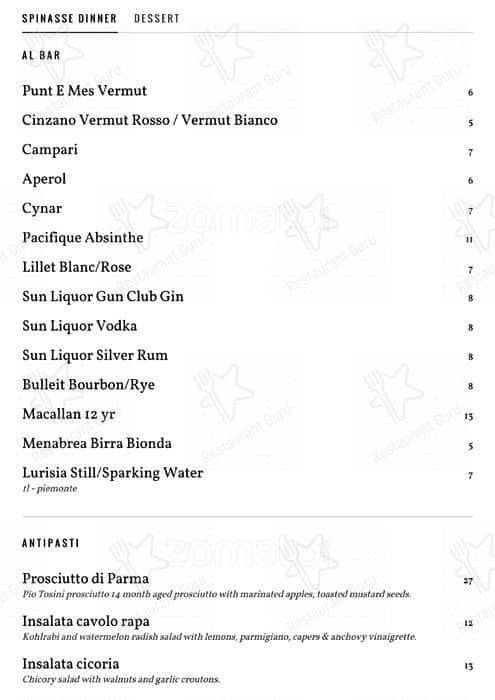 SPINASSE DINNER DESSERT
AL BAR
Punt E Mes Vermut 6
Cinzano Vermut Rosso / Vermut Bianco 5
Campari 7
Aperol 6
Cynar 7
Pacifique Absinthe 11
Lillet Blanc/Rose 7
Sun Liquor Gun Club Gin 8
Sun Liquor Vodka 8
Sun Liquor Silver Rum 8
Bulleit Bourbon/Rye 8
Macallan 12 yr 13
Menabrea Birra Bionda 5
Lurisia Still/Sparking Water 7
1l - piemonte
ANTIPASTI
Prosciutto di Parma 27
Pio Tosini prosciutto 14 month aged prosciutto with marinated apples, toasted mustard seeds.
Insalata cavolo rapa 12
Kohlrabi and watermelon radish salad with lemons, parmigiano, capers & anchovy vinaigrette.
Insalata cicoria 13
Chicory salad with walnuts and garlic croutons.
Restaurant Guru
zomato